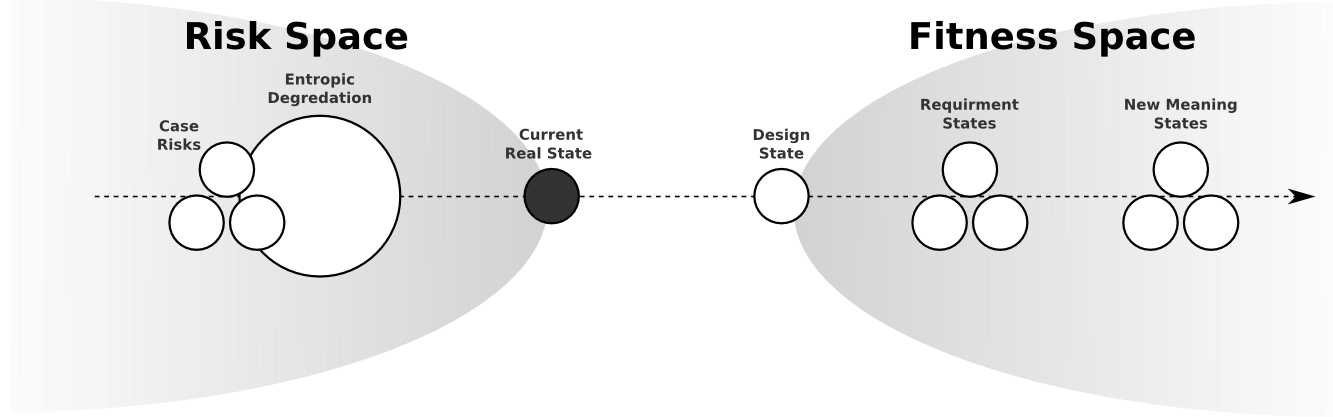 Risk Space
Fitness Space
Entropic
Degredation
Case
Risks
Current
Real State
Design
State
Requirment
States
New Meaning
States